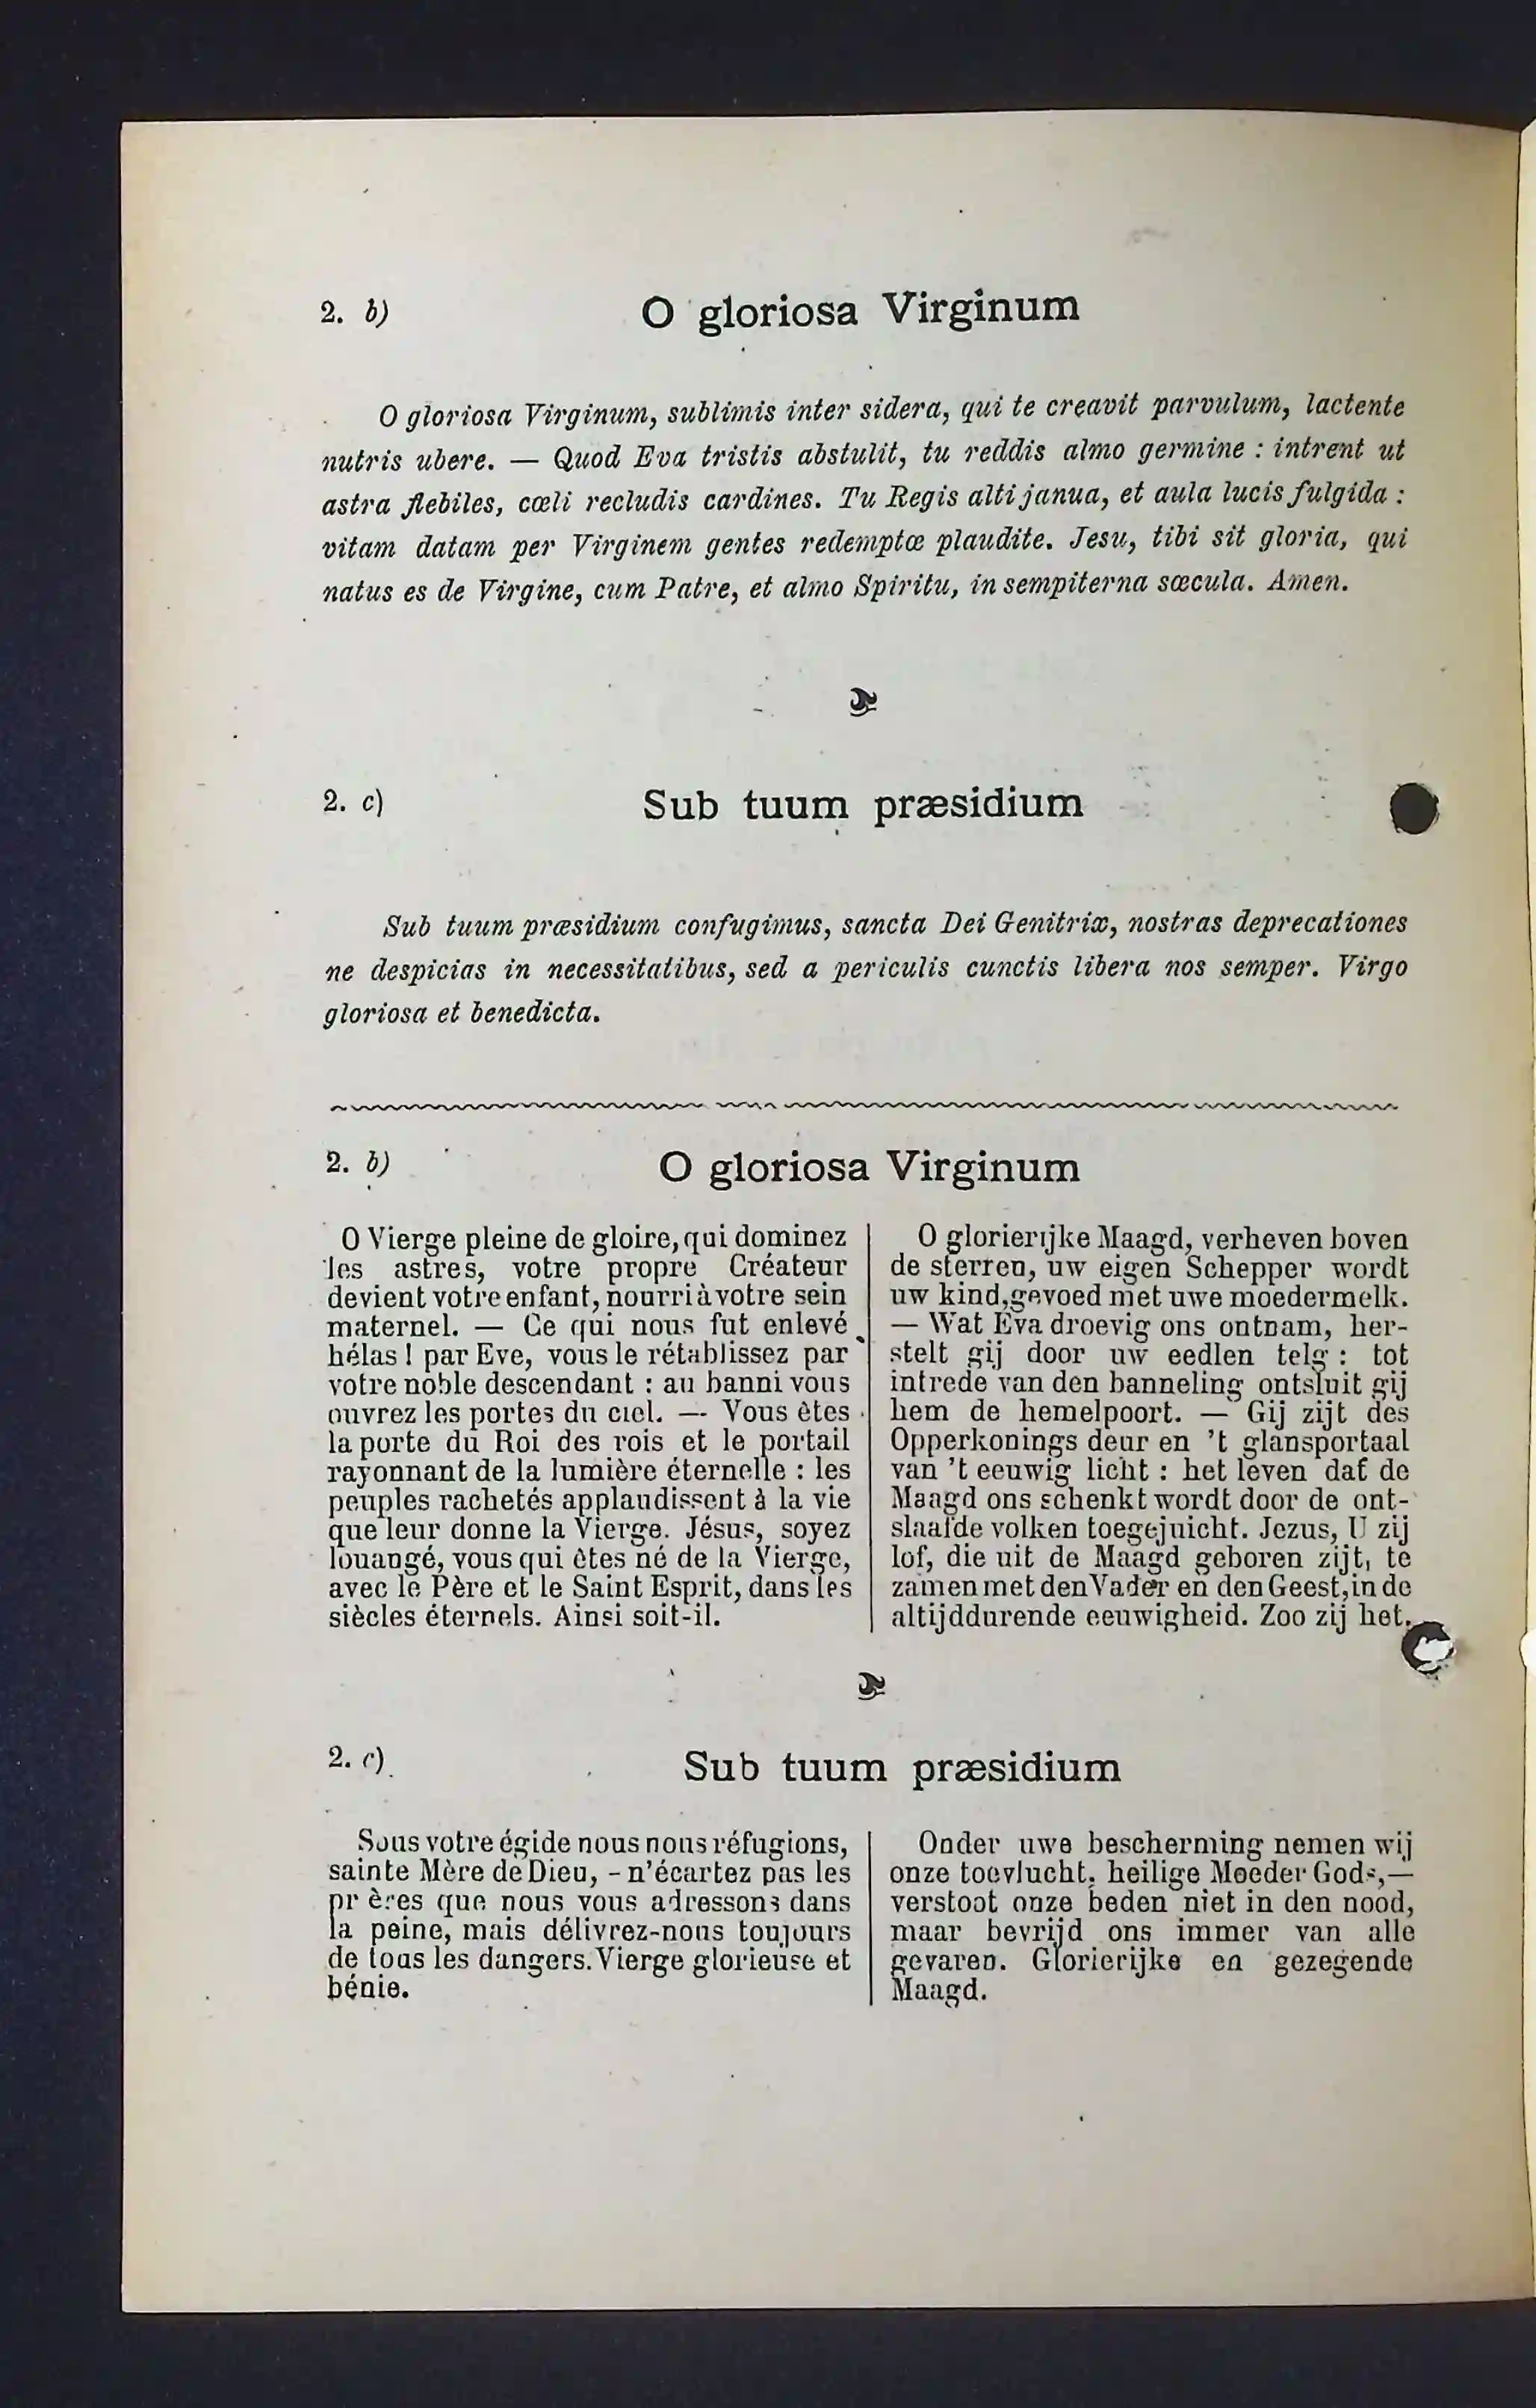 2. b) O gloriosa Virginum
O gloriosa Virginum, sublimis inter sidera, qui te creavit parvulum, lactente
nutris ubere. — Quod Eva tristis abstulit, tu reddis almo germine : intrent ut
astra flebiles, cœli recludis cardines. Tu Regis alti janua, et aula lucis fulgida :
vitam datam per Virginem gentes redemptœ plaudite. Jesu, tibi sit gloria, qui
natus es de Virgine, cum Patre, et almo Spiritu, in sempiterna sœcula. Amen.
2. c) Sub tuum præsidium
Sub tuum præsidium confugimus, sancta Dei Genitrix, nostras deprecationes
ne despicias in necessitatibus, sed a periculis cunctis libera nos semper. Virgo
gloriosa et benedicta.
2. b) O gloriosa Virginum
O Vierge pleine de gloire, qui dominez
les astres, votre propre Créateur
devient votre enfant, nourri à votre sein
maternel. — Ce qui nous fut enlevé
hélas ! par Eve, vous le rétablissez par
votre noble descendant : au banni vous
ouvrez les portes du ciel. — Vous êtes
la porte du Roi des rois et le portail
rayonnant de la lumière éternelle : les
peuples rachetés applaudissent à la vie
que leur donne la Vierge. Jésus, soyez
louangé, vous qui êtes né de la Vierge,
avec le Père et le Saint Esprit, dans les
siècles éternels. Ainsi soit-il.
O glorierijke Maagd, verheven boven
de sterren, uw eigen Schepper wordt
uw kind, gevoed met uwe moedermelk.
— Wat Eva droevig ons ontnam, her-
stelt gij door uw eedlen telg : tot
intrede van den banneling ontsluit gij
hem de hemelpoort. — Gij zijt des
Opperkonings deur en 't glansportaal
van 't eeuwig licht : het leven dat de
Maagd ons schenkt wordt door de ont-
slaafde volken toegejuicht. Jezus, U zij
lof, die uit de Maagd geboren zijt, te
zamen met den Vader en den Geest, in de
altijddurende eeuwigheid. Zoo zij het.
2. c) Sub tuum præsidium
Sous votre égide nous nous réfugions,
sainte Mère de Dieu, - n'écartez pas les
prières que nous vous adressons dans
la peine, mais délivrez-nous toujours
de tous les dangers. Vierge glorieuse et
bénie.
Onder uwe bescherming nemen wij
onze toevlucht, heilige Moeder Gods, —
verstoot onze beden niet in den nood,
maar bevrijd ons immer van alle
gevaren. Glorierijke en gezegende
Maagd.